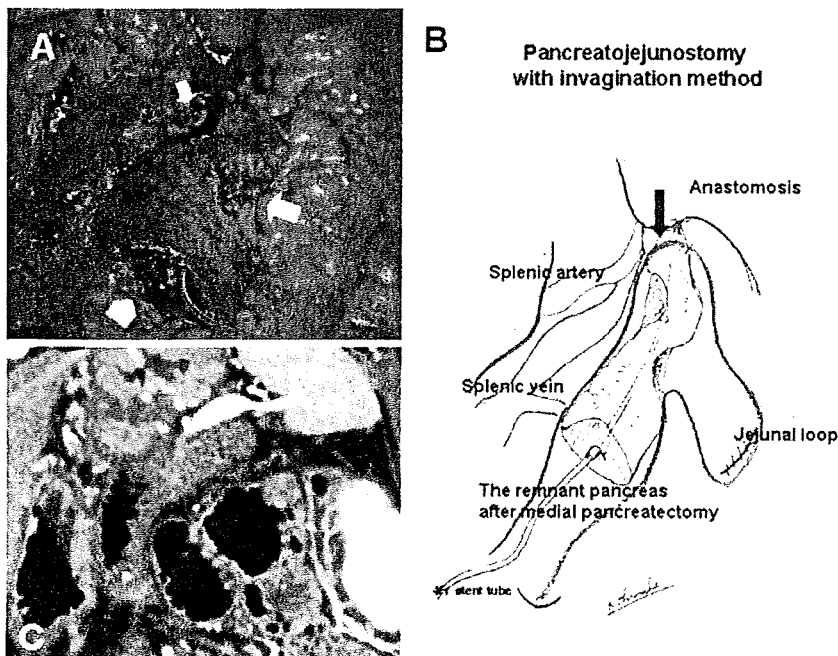 A
B
Pancreatojejunostomy
with invagination method
Anastomosis
Splenic artery
Splenic vein
Jejunal loop
The remnant pancreas
after medial pancreatectomy
stent tube
C